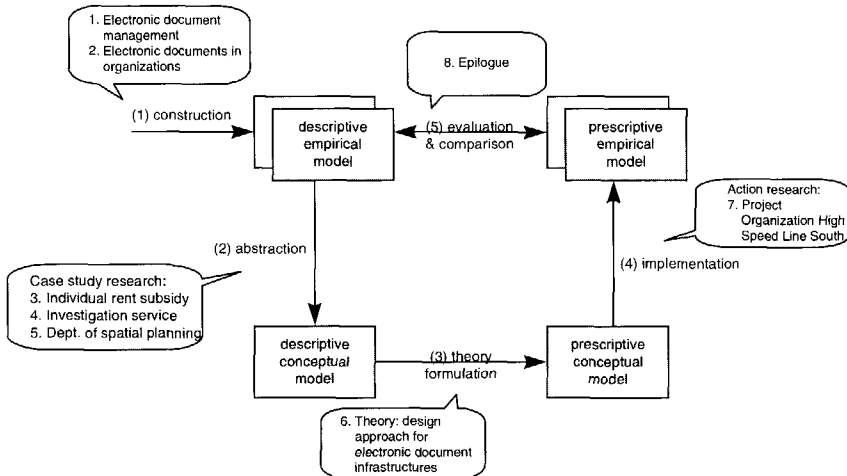 1. Electronic document
management
2. Electronic documents in
organizations
8. Epilogue
(1) construction
descriptive
empirical
model
(5) evaluation
& comparison
prescriptive
empirical
model
Action research:
7. Project
Organization High
Speed Line South
(2) abstraction
(4) implementation
Case study research:
3. Individual rent subsidy
4. Investigation service
5. Dept. of spatial planning
descriptive
conceptual
model
(3) theory
formulation
prescriptive
conceptual
model
6. Theory: design
approach for
electronic document
infrastructures